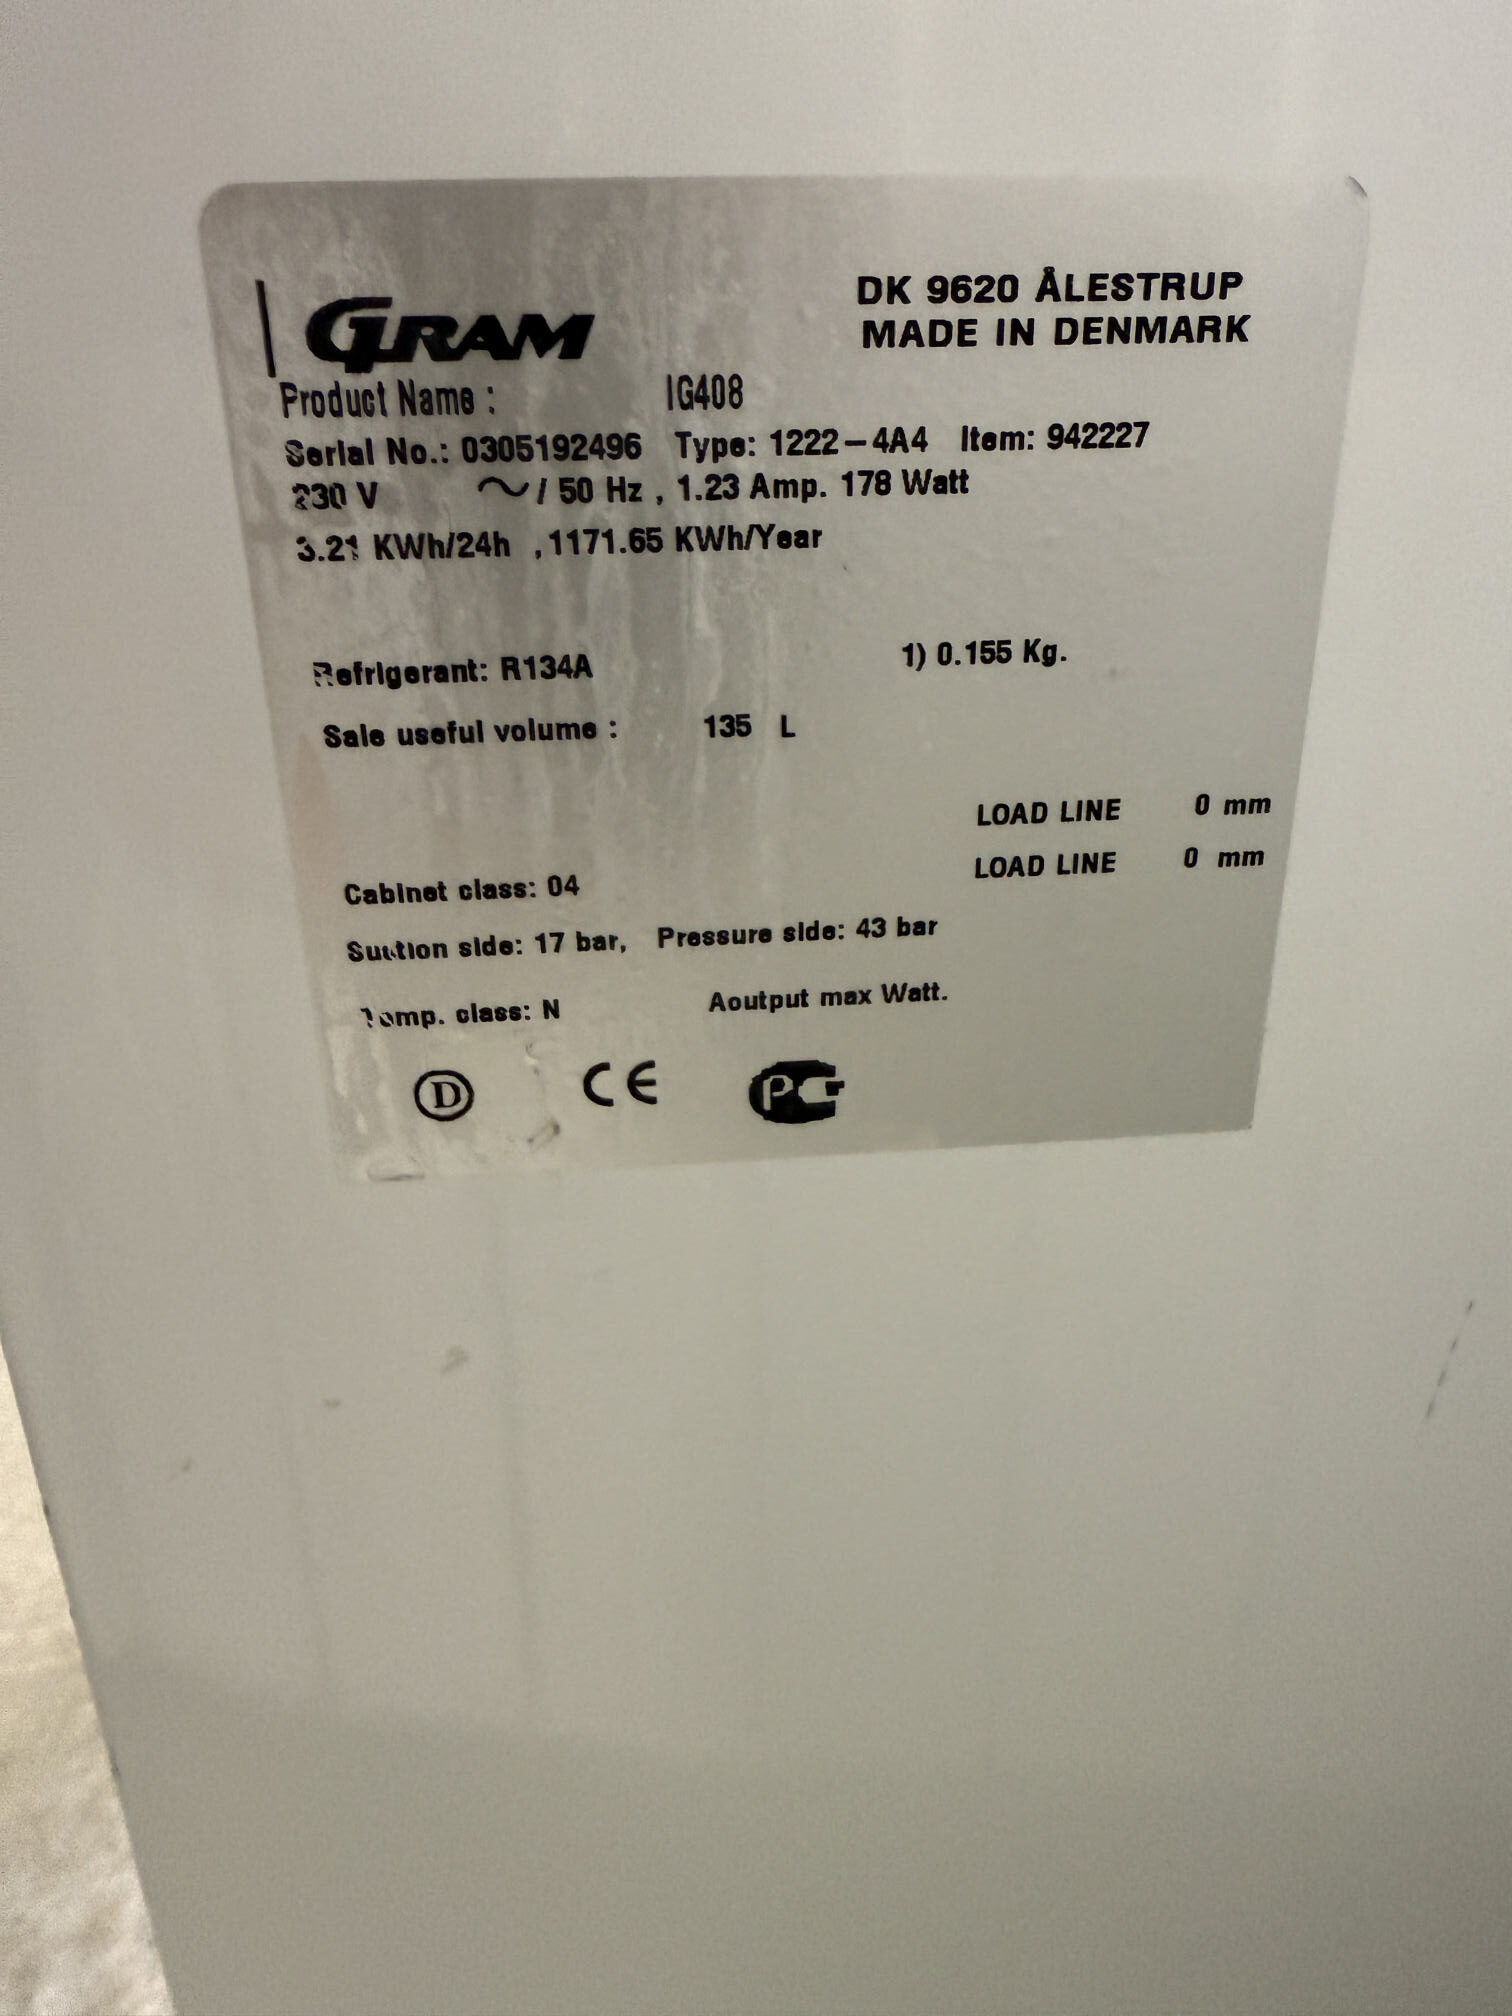 GRAM
DK 9620 ÅLESTRUP
MADE IN DENMARK
Product Name : IG408
Serial No.: 0305192496 Type: 1222-4A4 Item: 942227
230 V ~/ 50 Hz , 1.23 Amp. 178 Watt
3.21 KWh/24h ,1171.65 KWh/Year
Refrigerant: R134A 1) 0.155 Kg.
Sale useful volume : 135 L
LOAD LINE 0 mm
LOAD LINE 0 mm
Cabinet class: 04
Suction side: 17 bar, Pressure side: 43 bar
Temp. class: N Aoutput max Watt.
D CE PC